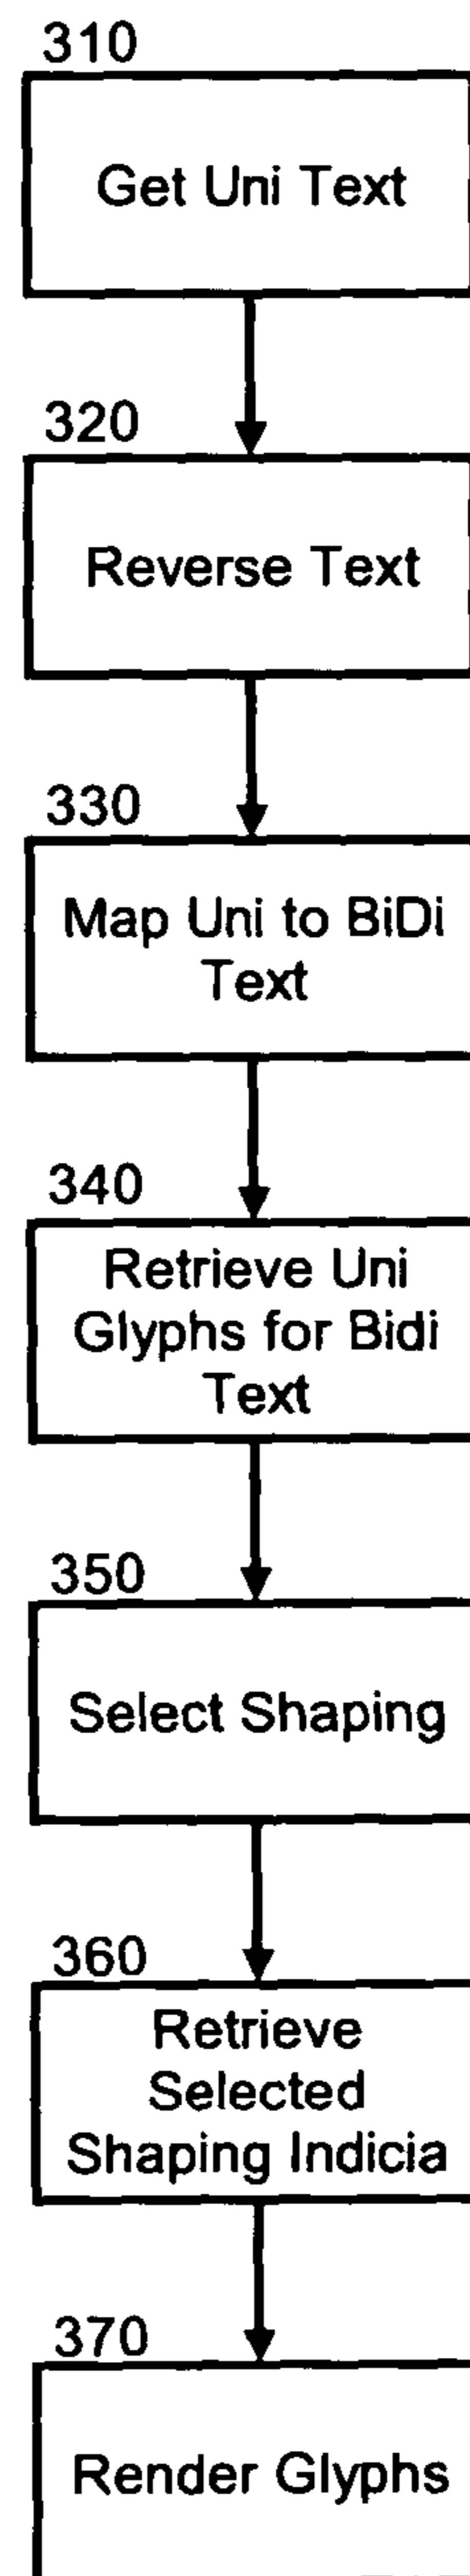 310
Get Uni Text
320
Reverse Text
330
Map Uni to BiDi
Text
340
Retrieve Uni
Glyphs for Bidi
Text
350
Select Shaping
360
Retrieve
Selected
Shaping Indicia
370
Render Glyphs